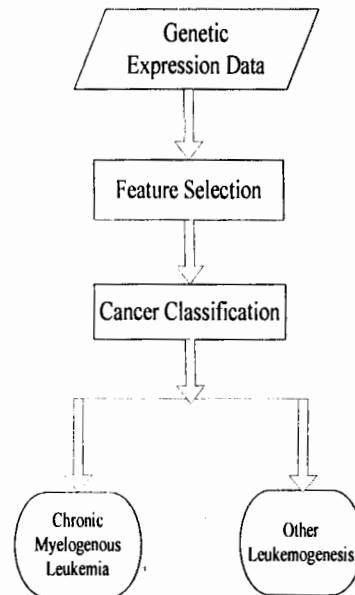 Genetic
Expression Data
Feature Selection
Cancer Classification
Chronic
Myelogenous
Leukemia
Other
Leukemogenesis